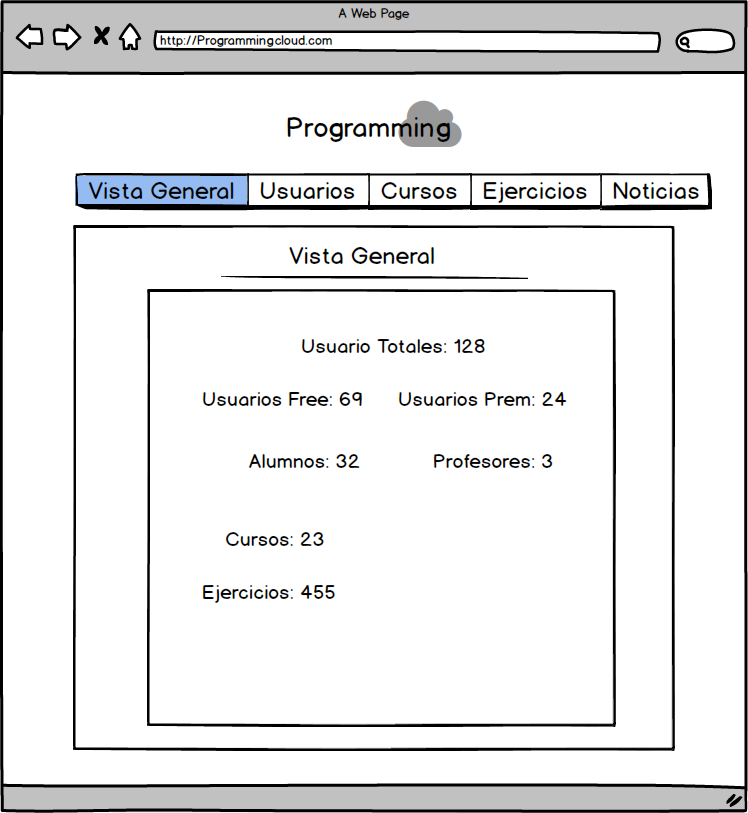 A Web Page
http://Programmingcloud.com
Programming
Vista General Usuarios Cursos Ejercicios Noticias
Vista General
Usuario Totales: 128
Usuarios Free: 69 Usuarios Prem: 24
Alumnos: 32 Profesores: 3
Cursos: 23
Ejercicios: 455